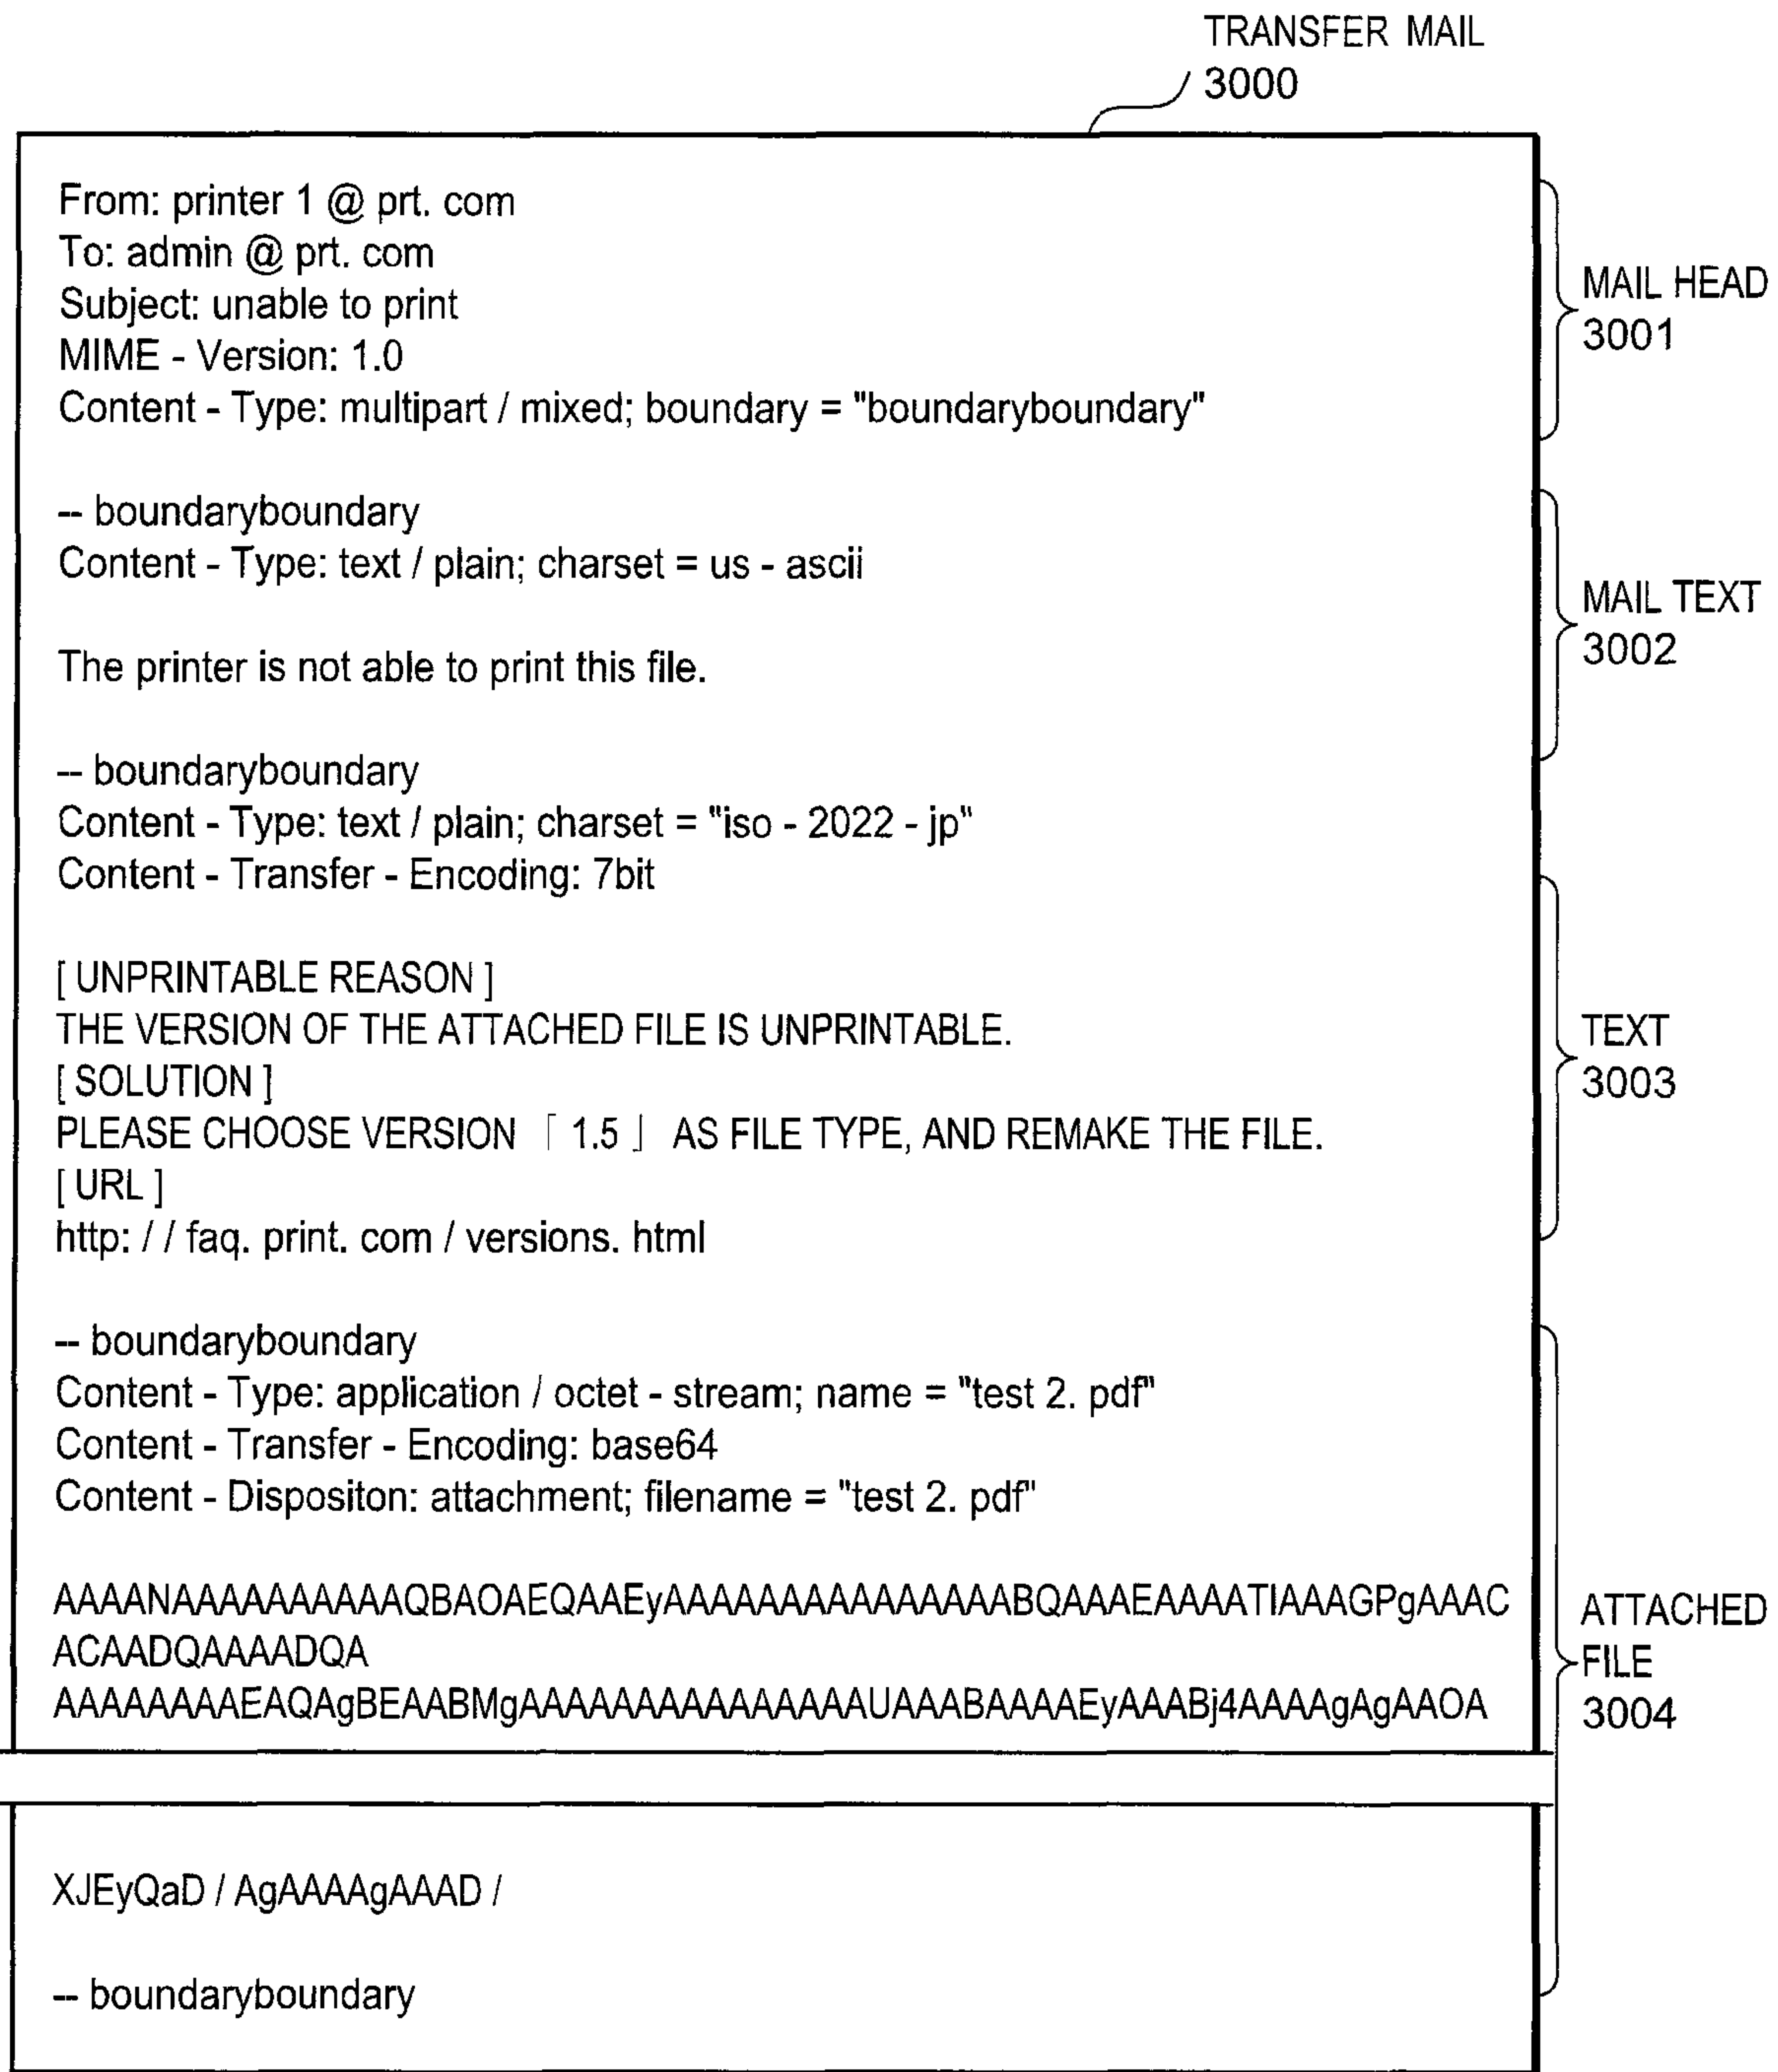 TRANSFER MAIL
3000
From: printer 1 @ prt. com
To: admin @ prt. com
Subject: unable to print
MIME - Version: 1.0
Content - Type: multipart / mixed; boundary = "boundaryboundary"
MAIL HEAD
3001
-- boundaryboundary
Content - Type: text / plain; charset = us - ascii
The printer is not able to print this file.
MAIL TEXT
3002
-- boundaryboundary
Content - Type: text / plain; charset = "iso - 2022 - jp"
Content - Transfer - Encoding: 7bit
[ UNPRINTABLE REASON ]
THE VERSION OF THE ATTACHED FILE IS UNPRINTABLE.
[ SOLUTION ]
PLEASE CHOOSE VERSION 「 1.5 」 AS FILE TYPE, AND REMAKE THE FILE.
[ URL ]
http: / / faq. print. com / versions. html
TEXT
3003
-- boundaryboundary
Content - Type: application / octet - stream; name = "test 2. pdf"
Content - Transfer - Encoding: base64
Content - Dispositon: attachment; filename = "test 2. pdf"
AAAANAAAAAAAAAAQBAOAEQAAEyAAAAAAAAAAAAAAABQAAAEAAAATIAAAGPgAAAC
ACAADQAAAADQA
AAAAAAAAEAQAgBEAABMgAAAAAAAAAAAAAAAUAAABAAAAEyAAABj4AAAAgAgAAOA
ATTACHED
FILE
3004
XJEyQaD / AgAAAAgAAAD /
-- boundaryboundary